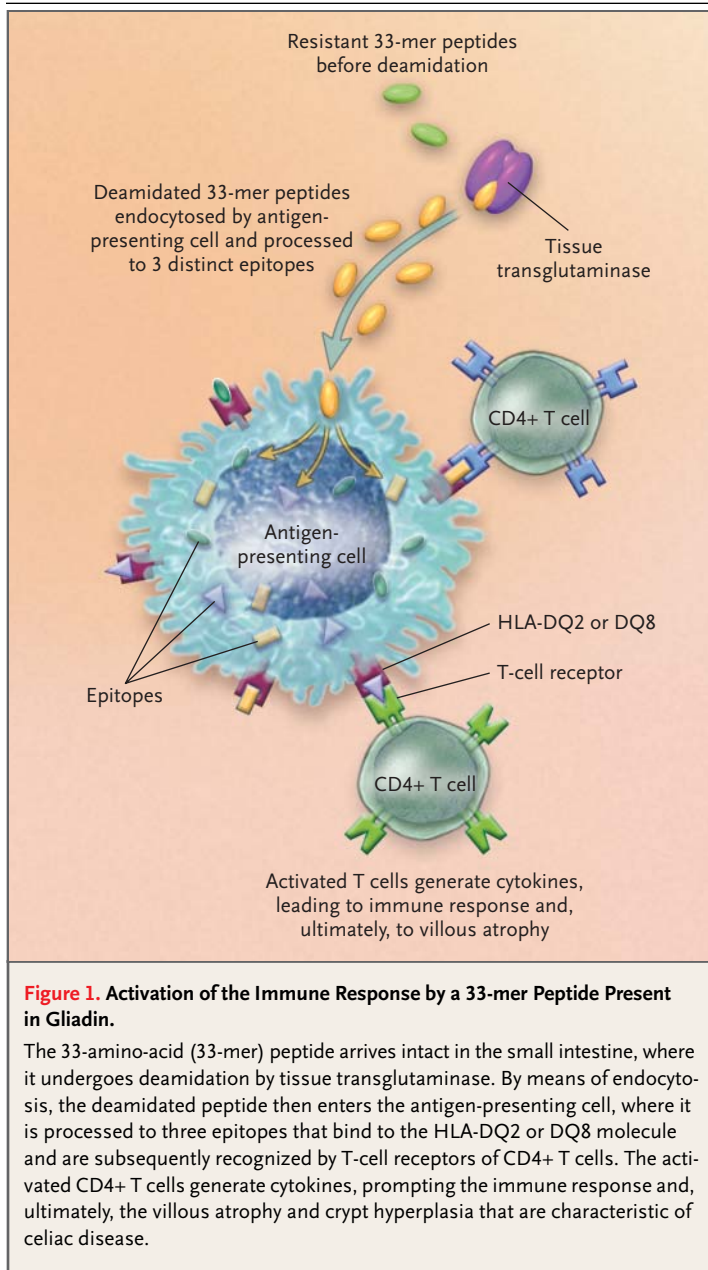 Resistant 33-mer peptides
before deamidation
Deamidated 33-mer peptides
endocytosed by antigen-
presenting cell and processed
to 3 distinct epitopes
Tissue
transglutaminase
CD4+ T cell
Antigen-
presenting cell
HLA-DQ2 or DQ8
T-cell receptor
Epitopes
CD4+ T cell
Activated T cells generate cytokines,
leading to immune response and,
ultimately, to villous atrophy
Figure 1. Activation of the Immune Response by a 33-mer Peptide Present
in Gliadin.
The 33-amino-acid (33-mer) peptide arrives intact in the small intestine, where
it undergoes deamidation by tissue transglutaminase. By means of endocyto-
sis, the deamidated peptide then enters the antigen-presenting cell, where it
is processed to three epitopes that bind to the HLA-DQ2 or DQ8 molecule
and are subsequently recognized by T-cell receptors of CD4+ T cells. The acti-
vated CD4+ T cells generate cytokines, prompting the immune response and,
ultimately, the villous atrophy and crypt hyperplasia that are characteristic of
celiac disease.